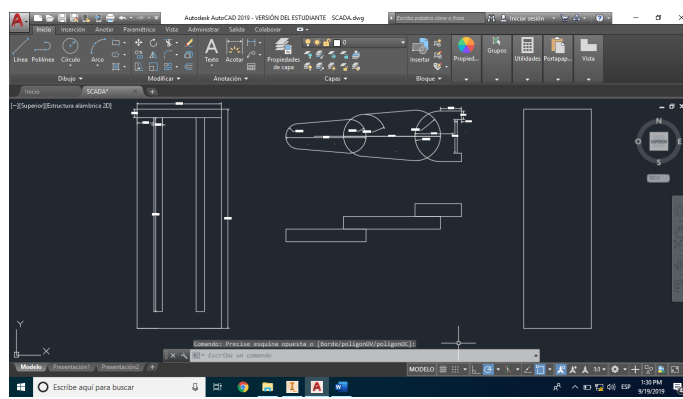 Autodesk AutoCAD 2019 - VERSIÓN DEL ESTUDIANTE SCADA.dwg
Escriba palabra clave o frase
Iniciar sesión
Inicio Inserción Anotar Paramétrico Vista Administrar Salida Colaborar
Línea Polilínea Círculo Arco
Texto Acotar
Propiedades de capa
0
Insertar
Propied...
Grupos
Utilidades
Portapap...
Vista
Dibujo Modificar Anotación Capas Bloque
Inicio SCADA*
[-][Superior][Estructura alámbrica 2D]
N
O SUPERIOR E
S
SCU
Y
X
Comando: Precise esquina opuesta o [Borde/polígonOV/polígonOC]:
Escriba un comando
Modelo Presentación1 Presentación2 +
MODELO
1:1
Escribe aquí para buscar
ESP
1:30 PM
9/19/2019